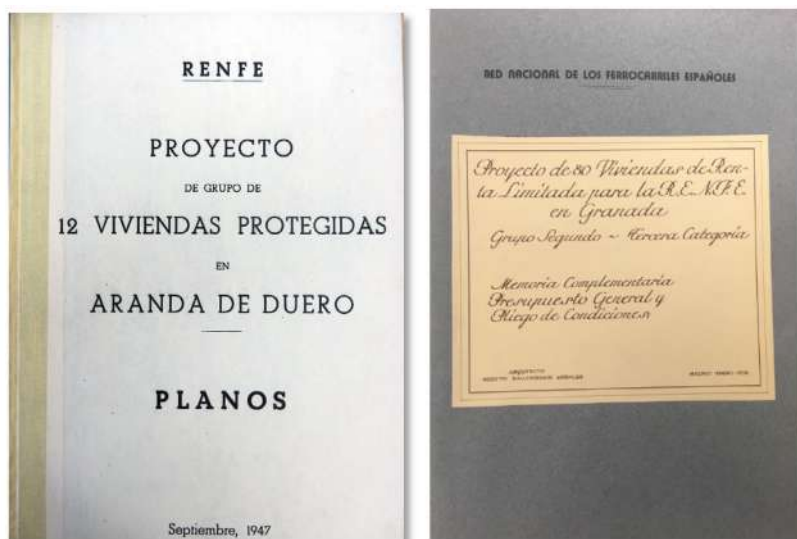 RENFE
PROYECTO
DE GRUPO DE
12 VIVIENDAS PROTEGIDAS
EN
ARANDA DE DUERO
PLANOS
Septiembre, 1947
RED NACIONAL DE LOS FERROCARRILES ESPAÑOLES
Proyecto de 80 Viviendas de Ren-
ta Limitada para la R.E.N.F.E.
en Granada
Grupo Segundo - Tercera Categoría
Memoria Complementaria
Presupuesto General y
Pliego de Condiciones
ARQUITECTO
MADRID ENERO